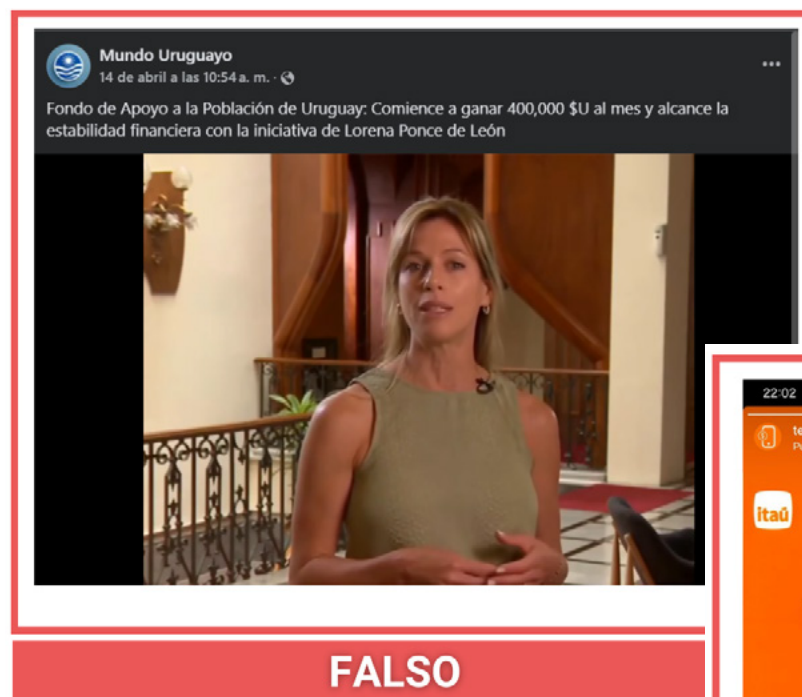 Mundo Uruguayo
14 de abril a las 10:54 a. m. ·
Fondo de Apoyo a la Población de Uruguay: Comience a ganar 400,000 $U al mes y alcance la
estabilidad financiera con la iniciativa de Lorena Ponce de León
22:02
itaú
FALSO